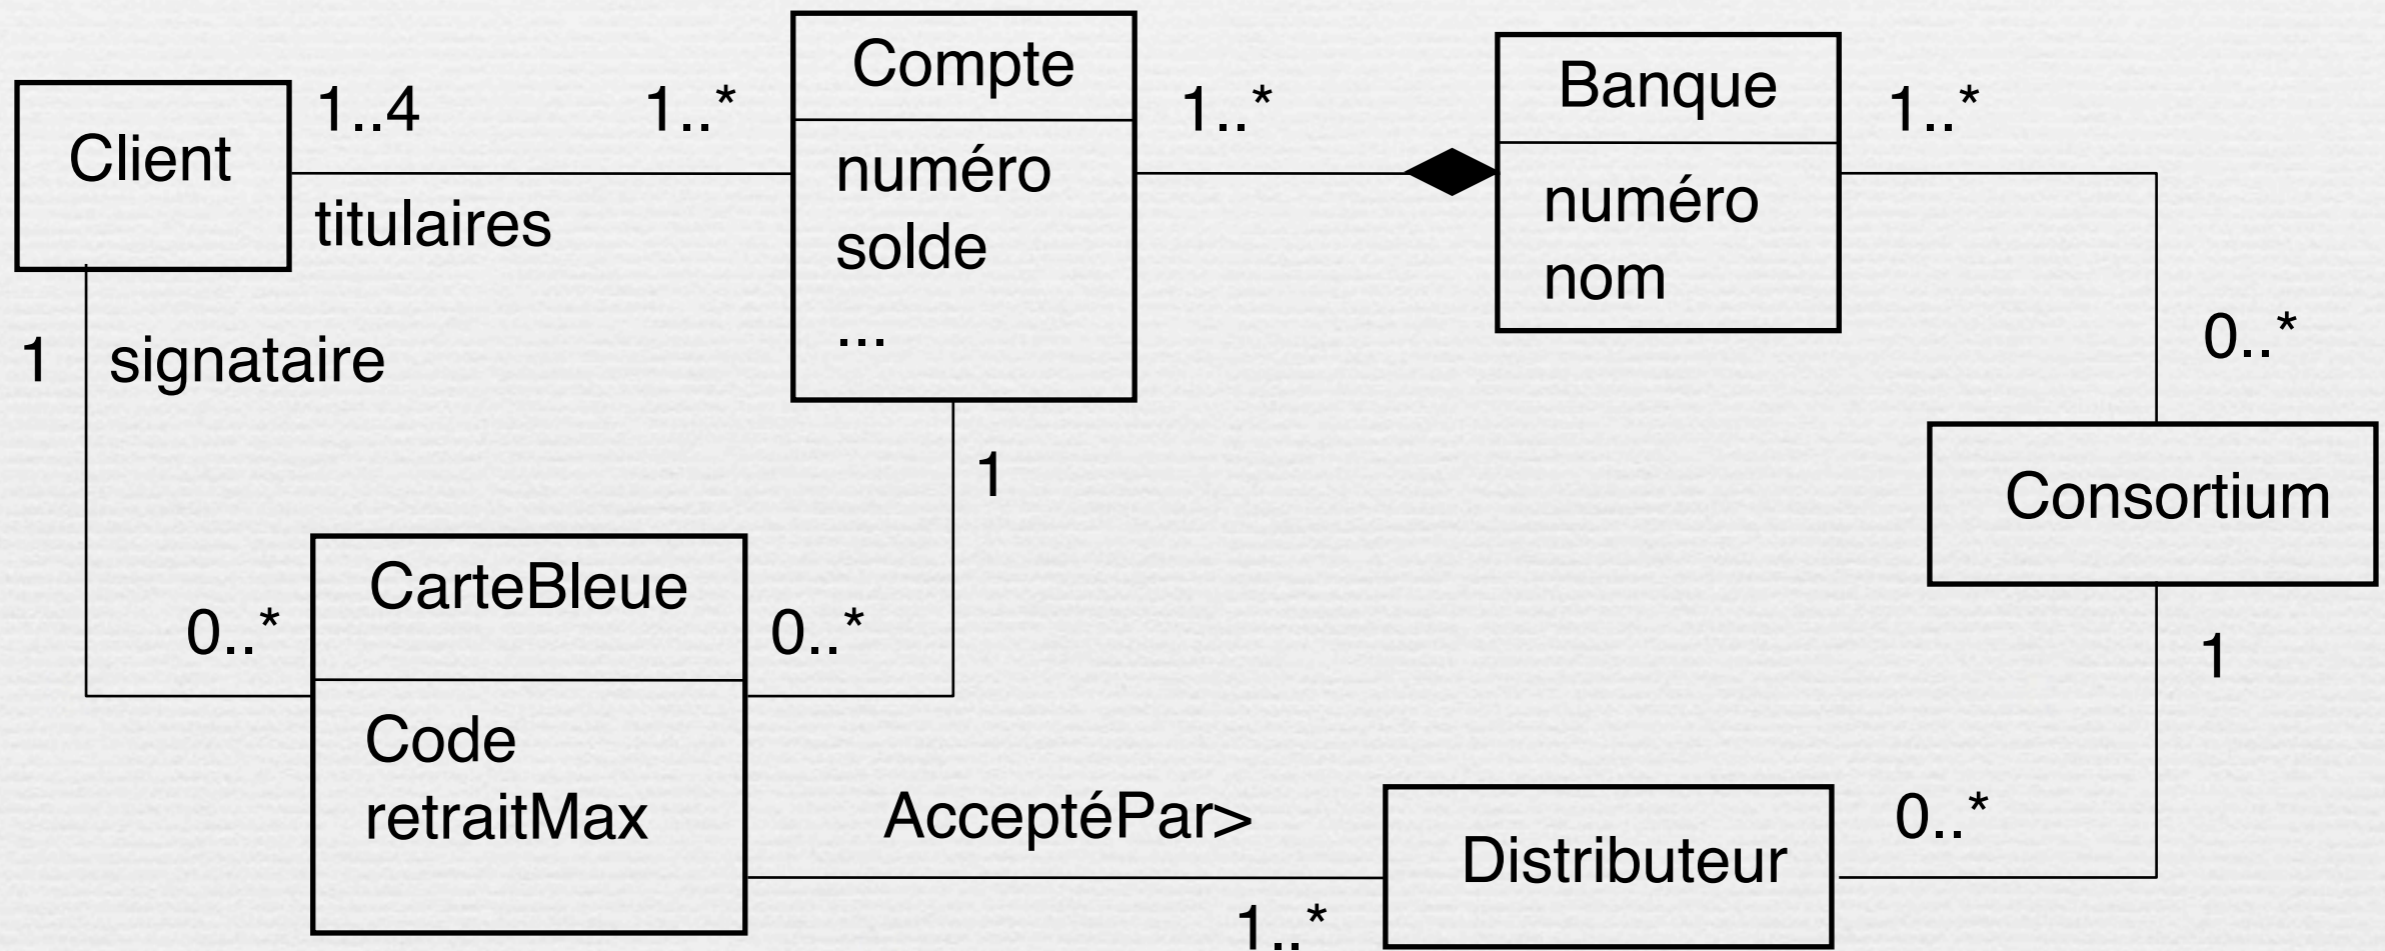 Client
1..4
1..*
titulaires
Compte
numéro
solde
...
1..*
Banque
numéro
nom
1..*
0..*
Consortium
1
signataire
0..*
CarteBleue
Code
retraitMax
0..*
1
AcceptéPar>
1..*
Distributeur
0..*
1